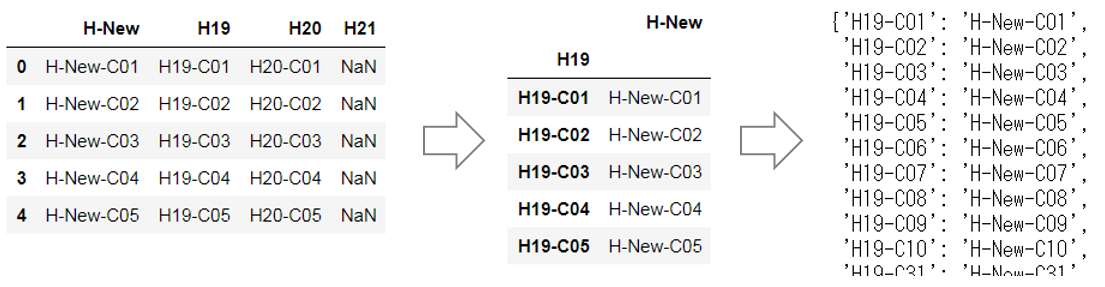 H-New H19 H20 H21
0 H-New-C01 H19-C01 H20-C01 NaN
1 H-New-C02 H19-C02 H20-C02 NaN
2 H-New-C03 H19-C03 H20-C03 NaN
3 H-New-C04 H19-C04 H20-C04 NaN
4 H-New-C05 H19-C05 H20-C05 NaN
H-New
H19
H19-C01 H-New-C01
H19-C02 H-New-C02
H19-C03 H-New-C03
H19-C04 H-New-C04
H19-C05 H-New-C05
{'H19-C01': 'H-New-C01',
'H19-C02': 'H-New-C02',
'H19-C03': 'H-New-C03',
'H19-C04': 'H-New-C04',
'H19-C05': 'H-New-C05',
'H19-C06': 'H-New-C06',
'H19-C07': 'H-New-C07',
'H19-C08': 'H-New-C08',
'H19-C09': 'H-New-C09',
'H19-C10': 'H-New-C10',
'H19-C31': 'H-New-C31',